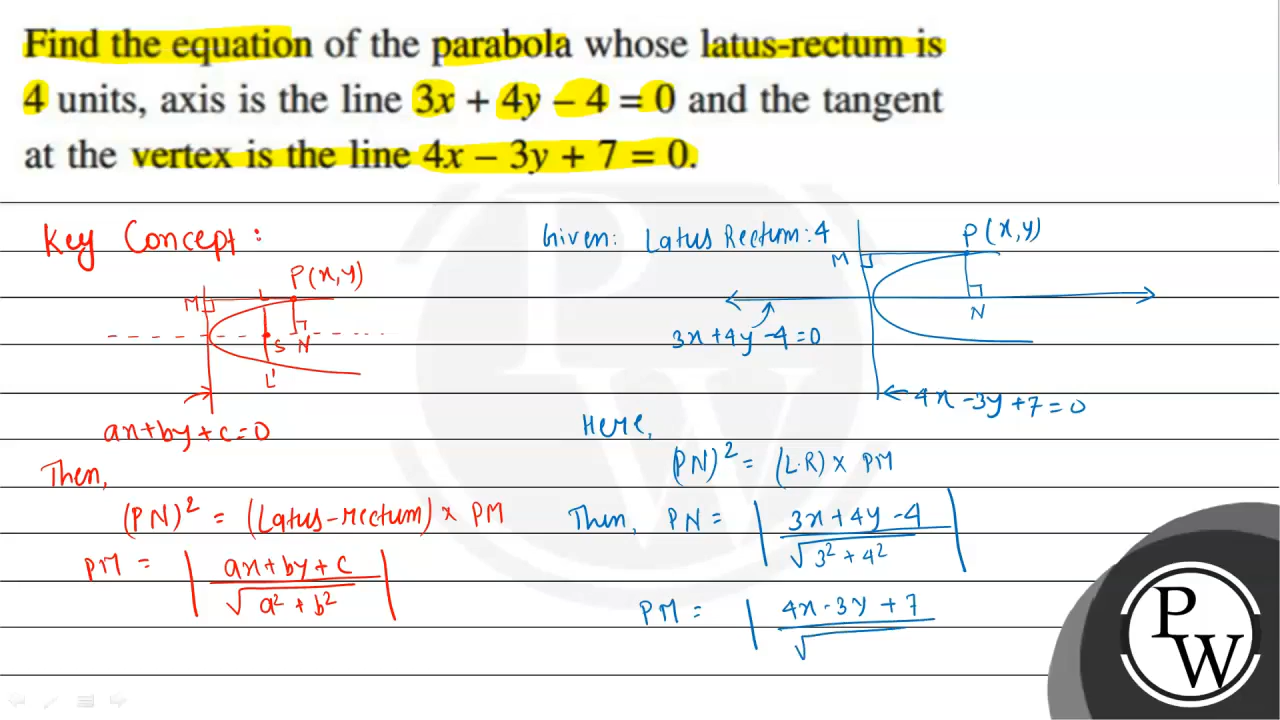 Find the equation of the parabola whose latus-rectum is
4 units, axis is the line 3x + 4y − 4 = 0 and the tangent
at the vertex is the line 4x − 3y + 7 = 0.
Key Concept:
P(x,y)
M
L
S
N
L'
ax+by+c=0
Then,
(PN)² = (Latus-rectum) × PM
PM = | ax+by+c / √a²+b² |
Given: Latus Rectum: 4
P(x,y)
M
N
3x+4y-4=0
4x-3y+7=0
Here,
(PN)² = (L.R) × PM
Then, PN = | 3x+4y-4 / √3²+4² |
PM = | 4x-3y+7 / √
P
W